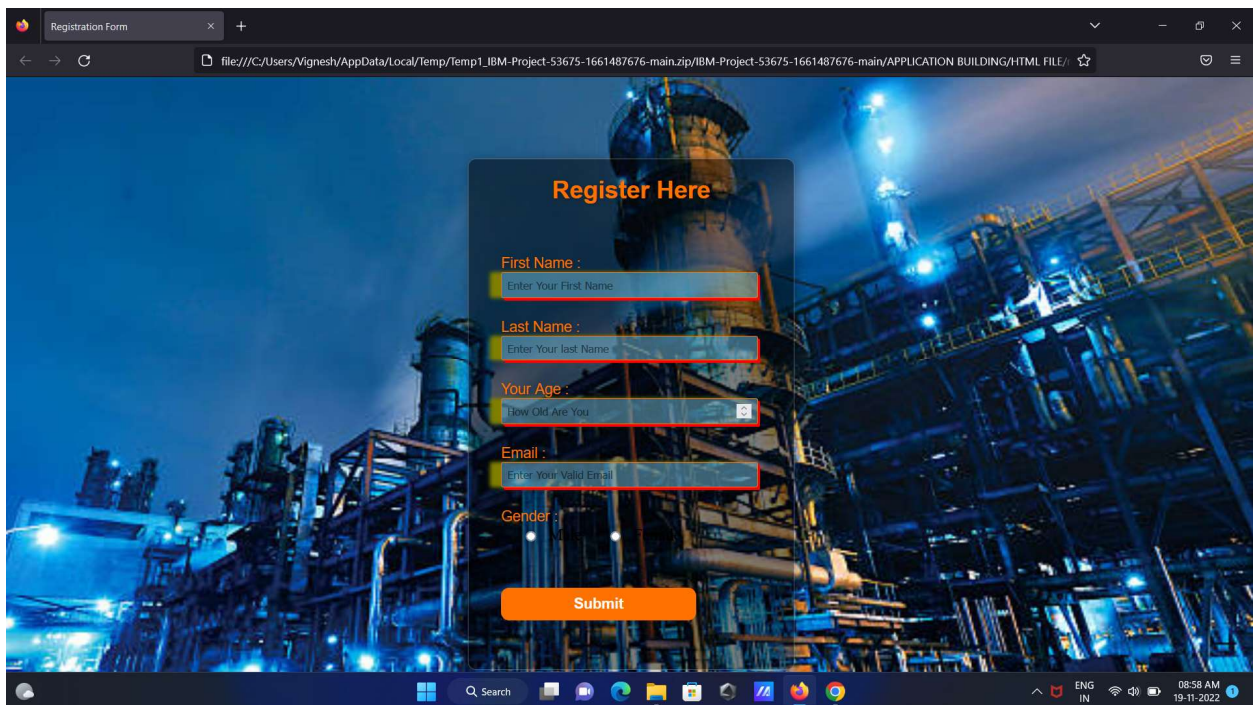 Registration Form
file:///C:/Users/Vignesh/AppData/Local/Temp/Temp1_IBM-Project-53675-1661487676-main.zip/IBM-Project-53675-1661487676-main/APPLICATION BUILDING/HTML FILE/
Register Here
First Name :
Enter Your First Name
Last Name :
Enter Your last Name
Your Age :
How Old Are You
Email :
Enter Your Valid Email
Gender :
Submit
Search
ENG
IN
08:58 AM
19-11-2022
1